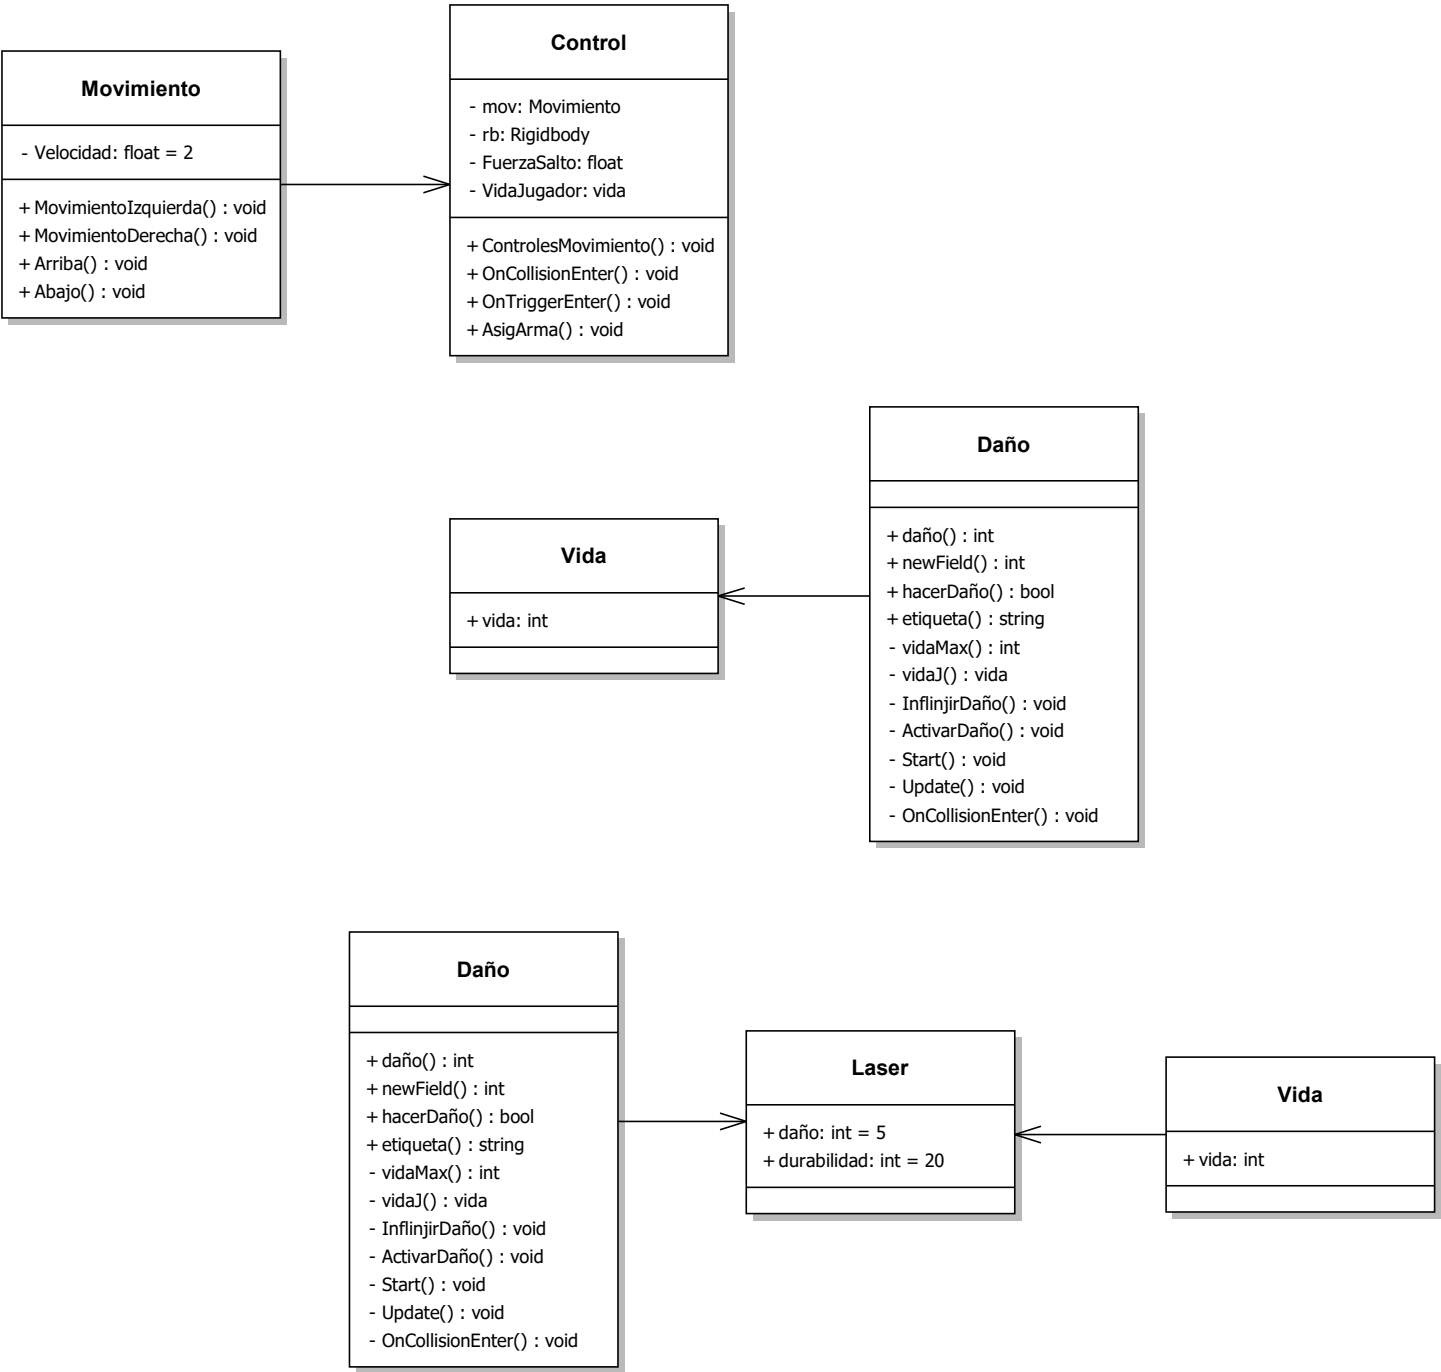 Movimiento
- Velocidad: float = 2
+ MovimientoIzquierda() : void
+ MovimientoDerecha() : void
+ Arriba() : void
+ Abajo() : void
Control
- mov: Movimiento
- rb: Rigidbody
- FuerzaSalto: float
- VidaJugador: vida
+ ControlesMovimiento() : void
+ OnCollisionEnter() : void
+ OnTriggerEnter() : void
+ AsigArma() : void
Vida
+ vida: int
Daño
+ daño() : int
+ newField() : int
+ hacerDaño() : bool
+ etiqueta() : string
- vidaMax() : int
- vidaJ() : vida
- InflinjirDaño() : void
- ActivarDaño() : void
- Start() : void
- Update() : void
- OnCollisionEnter() : void
Daño
+ daño() : int
+ newField() : int
+ hacerDaño() : bool
+ etiqueta() : string
- vidaMax() : int
- vidaJ() : vida
- InflinjirDaño() : void
- ActivarDaño() : void
- Start() : void
- Update() : void
- OnCollisionEnter() : void
Laser
+ daño: int = 5
+ durabilidad: int = 20
Vida
+ vida: int